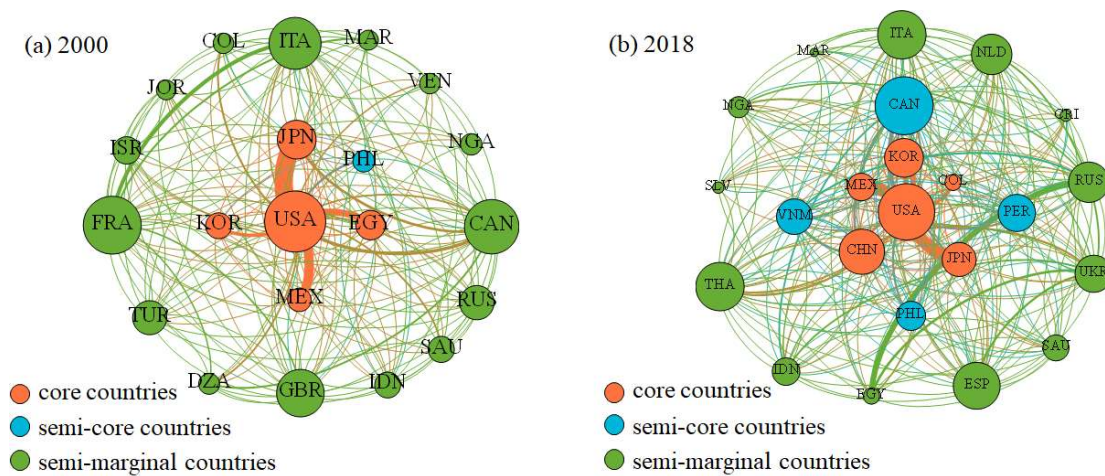 (a) 2000
COL
ITA
MAR
JOR
VEN
ISR
JPN
PHL
NGA
FRA
KOR
USA
EGY
CAN
MEX
TUR
RUS
SAU
DZA
GBR
IDN
core countries
semi-core countries
semi-marginal countries
(b) 2018
ITA
MAR
NLD
NGA
CAN
CRI
KOR
SLV
MEX
COL
RUS
VNM
USA
PER
CHN
JPN
UKR
THA
PHL
SAU
IDN
EGY
ESP
core countries
semi-core countries
semi-marginal countries